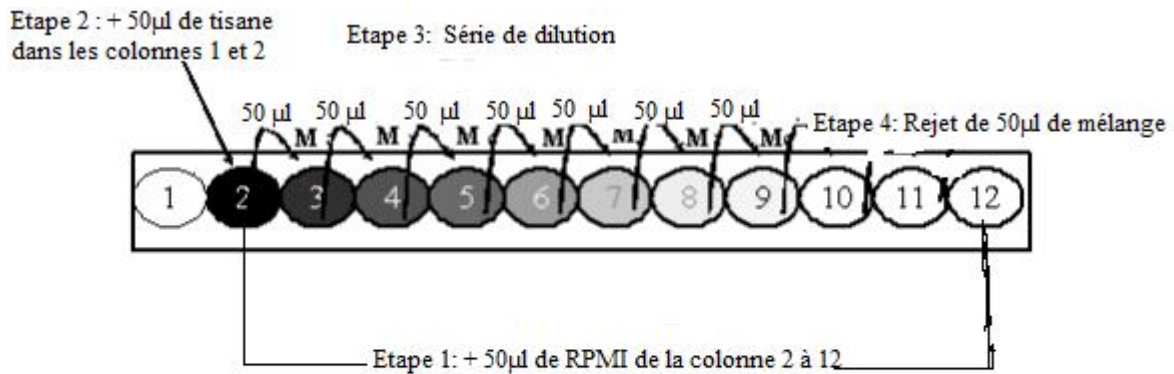 Etape 2 : + 50µl de tisane
dans les colonnes 1 et 2
Etape 3: Série de dilution
50 µl 50 µl 50 µl 50 µl 50 µl 50 µl 50 µl
M M M M m M M
Etape 4: Rejet de 50µl de mélange
1 2 3 4 5 6 7 8 9 10 11 12
Etape 1: + 50µl de RPMI de la colonne 2 à 12